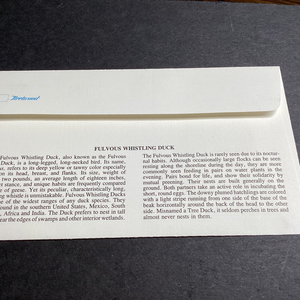 Fleetwood
FULVOUS WHISTLING DUCK
Fulvous Whistling Duck, also known as the Fulvous
Duck, is a long-legged, long-necked bird. Its name,
us, refers to its deep yellow or tawny color especially
on its head, breast, and flanks. Its size, weight of
two pounds, an average length of eighteen inches,
t stance, and unique habits are frequently compared
of geese. Yet its peculiar, characteristically long,
g whistle is unmistakable. Fulvous Whistling Ducks
e of the widest ranges of any duck species. They
ound in the southern United States, Mexico, South
, Africa and India. The Duck prefers to nest in tall
ear the edges of swamps and other interior wetlands.
The Fulvous Whistling Duck is rarely seen due to its noctur-
nal habits. Although occasionally large flocks can be seen
resting along the shoreline during the day, they are more
commonly seen feeding in pairs on water plants in the
evening. Pairs bond for life, and show their solidarity by
mutual preening. Their nests are built generally on the
ground. Both partners take an active role in incubating the
short, round eggs. The downy plumed hatchlings are colored
with a light stripe running from one side of the base of the
beak horizontally around the back of the head to the other
side. Misnamed a Tree Duck, it seldom perches in trees and
almost never nests in them.